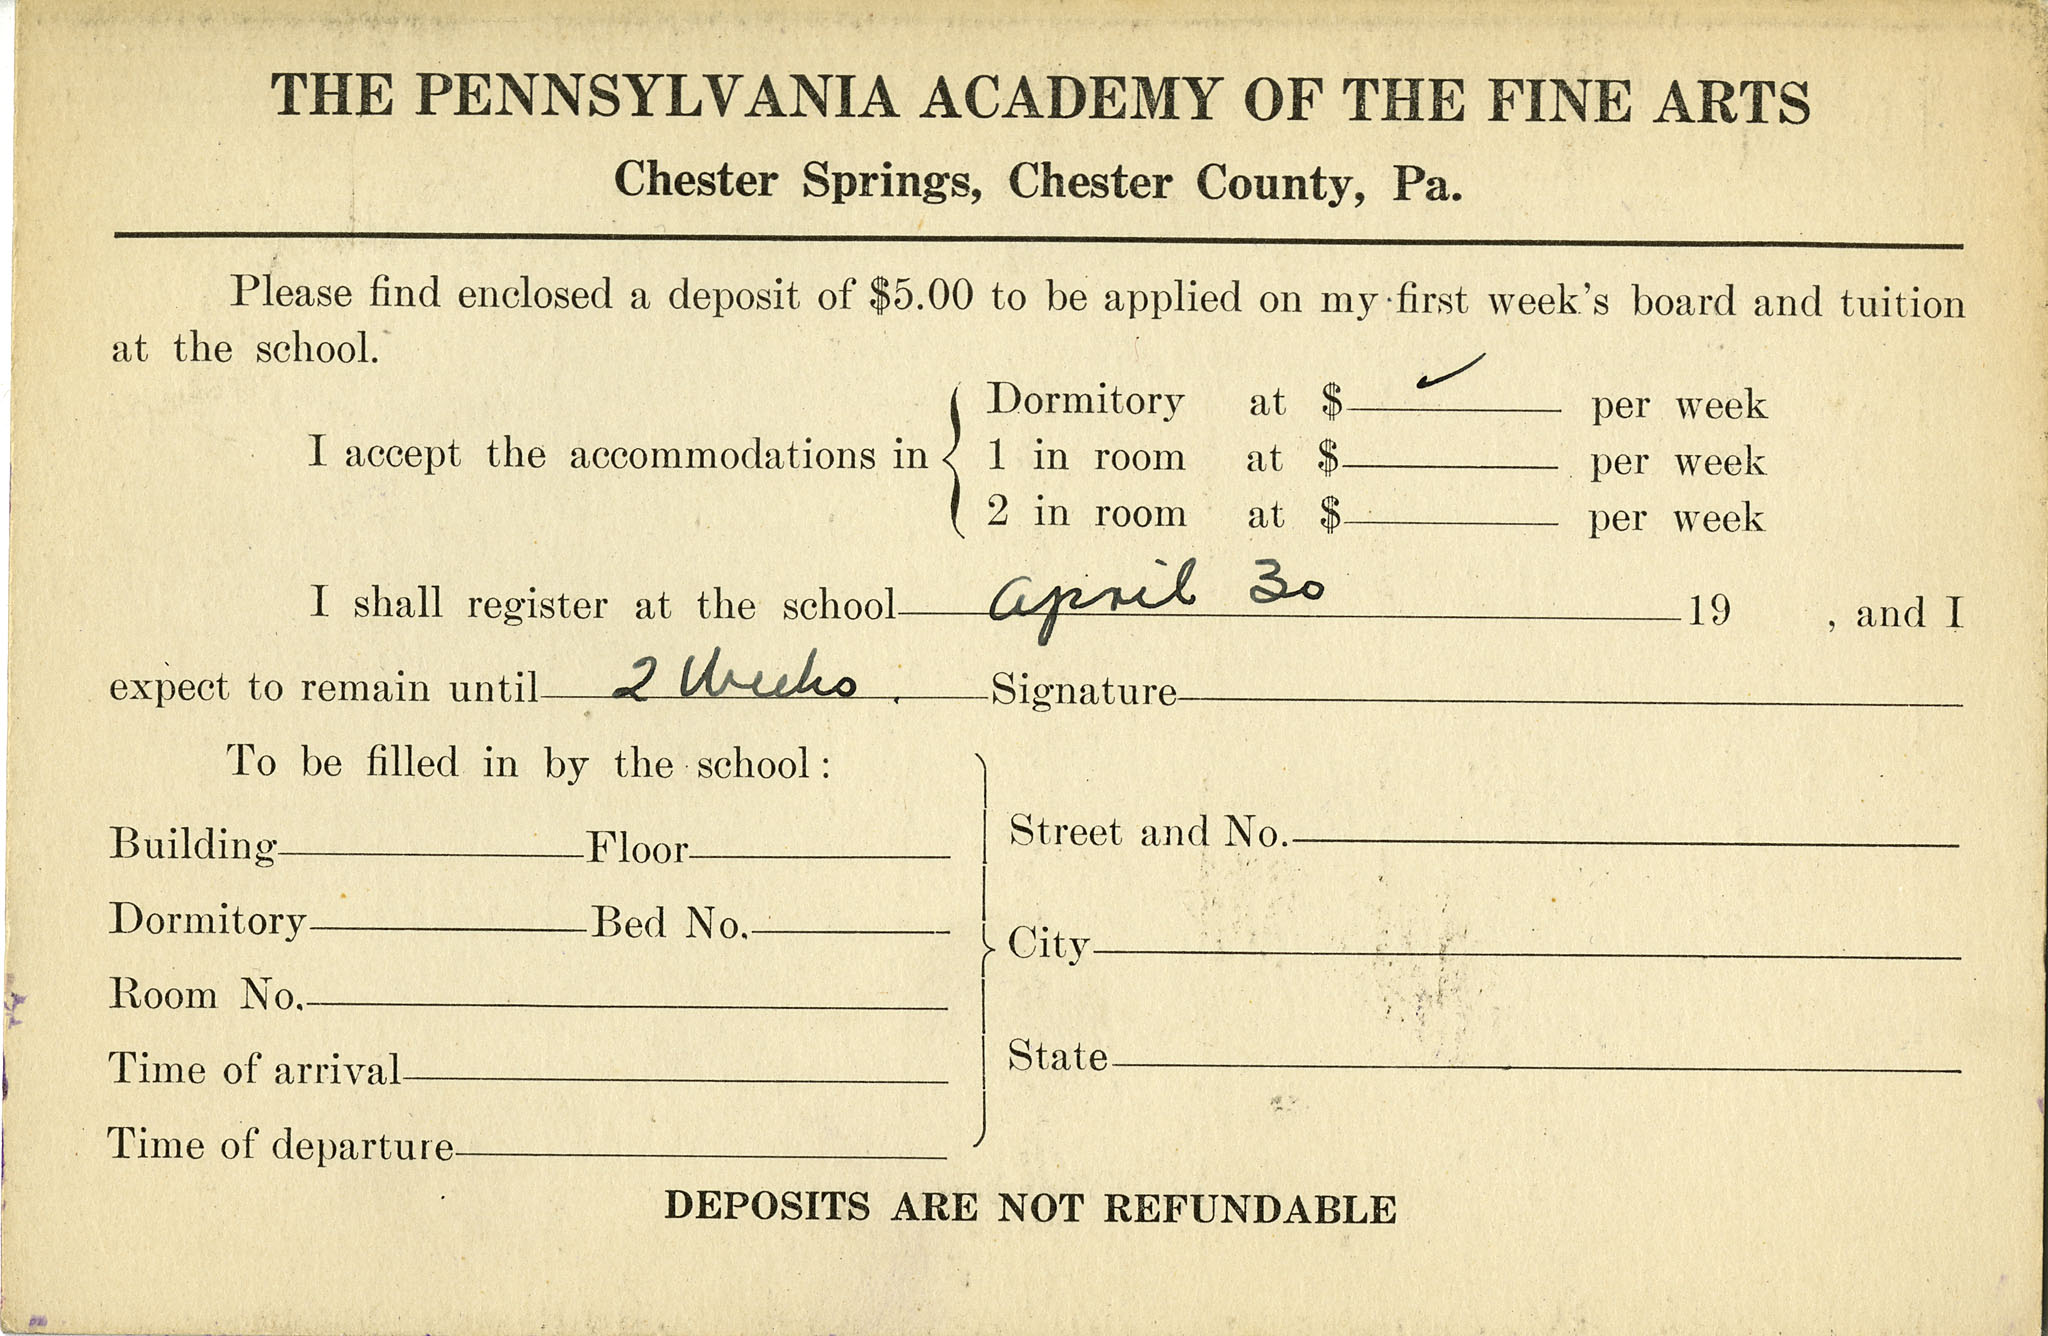 THE PENNSYLVANIA ACADEMY OF THE FINE ARTS
Chester Springs, Chester County, Pa.
Please find enclosed a deposit of $5.00 to be applied on my first week's board and tuition
at the school.
I accept the accommodations in
Dormitory at $ ✓ per week
1 in room at $ per week
2 in room at $ per week
I shall register at the school April 30 19 , and I
expect to remain until 2 Weeks. Signature
To be filled in by the school:
Building Floor
Dormitory Bed No.
Room No.
Time of arrival
Time of departure
Street and No.
City
State
DEPOSITS ARE NOT REFUNDABLE